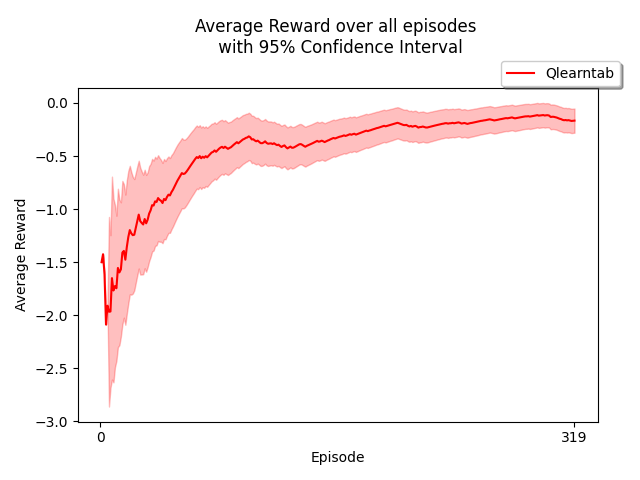 Average Reward over all episodes
with 95% Confidence Interval
Qlearntab
0.0
−0.5
−1.0
−1.5
−2.0
−2.5
−3.0
Average Reward
0
319
Episode